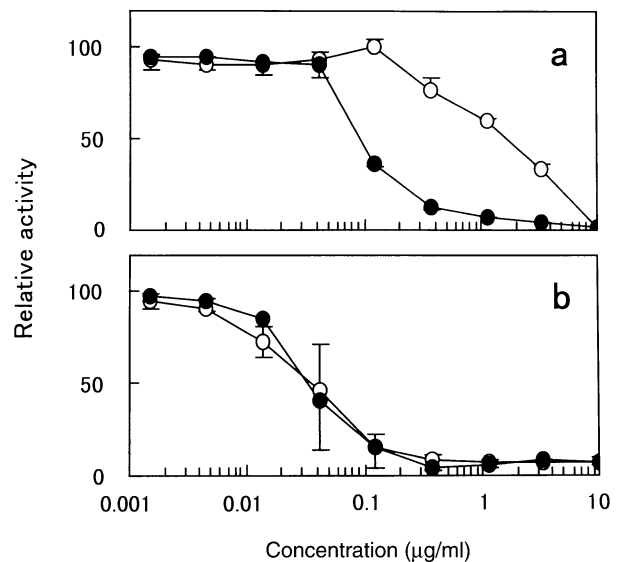 100
a
50
0
Relative activity
100
b
50
0
0.001 0.01 0.1 1 10
Concentration (μg/ml)